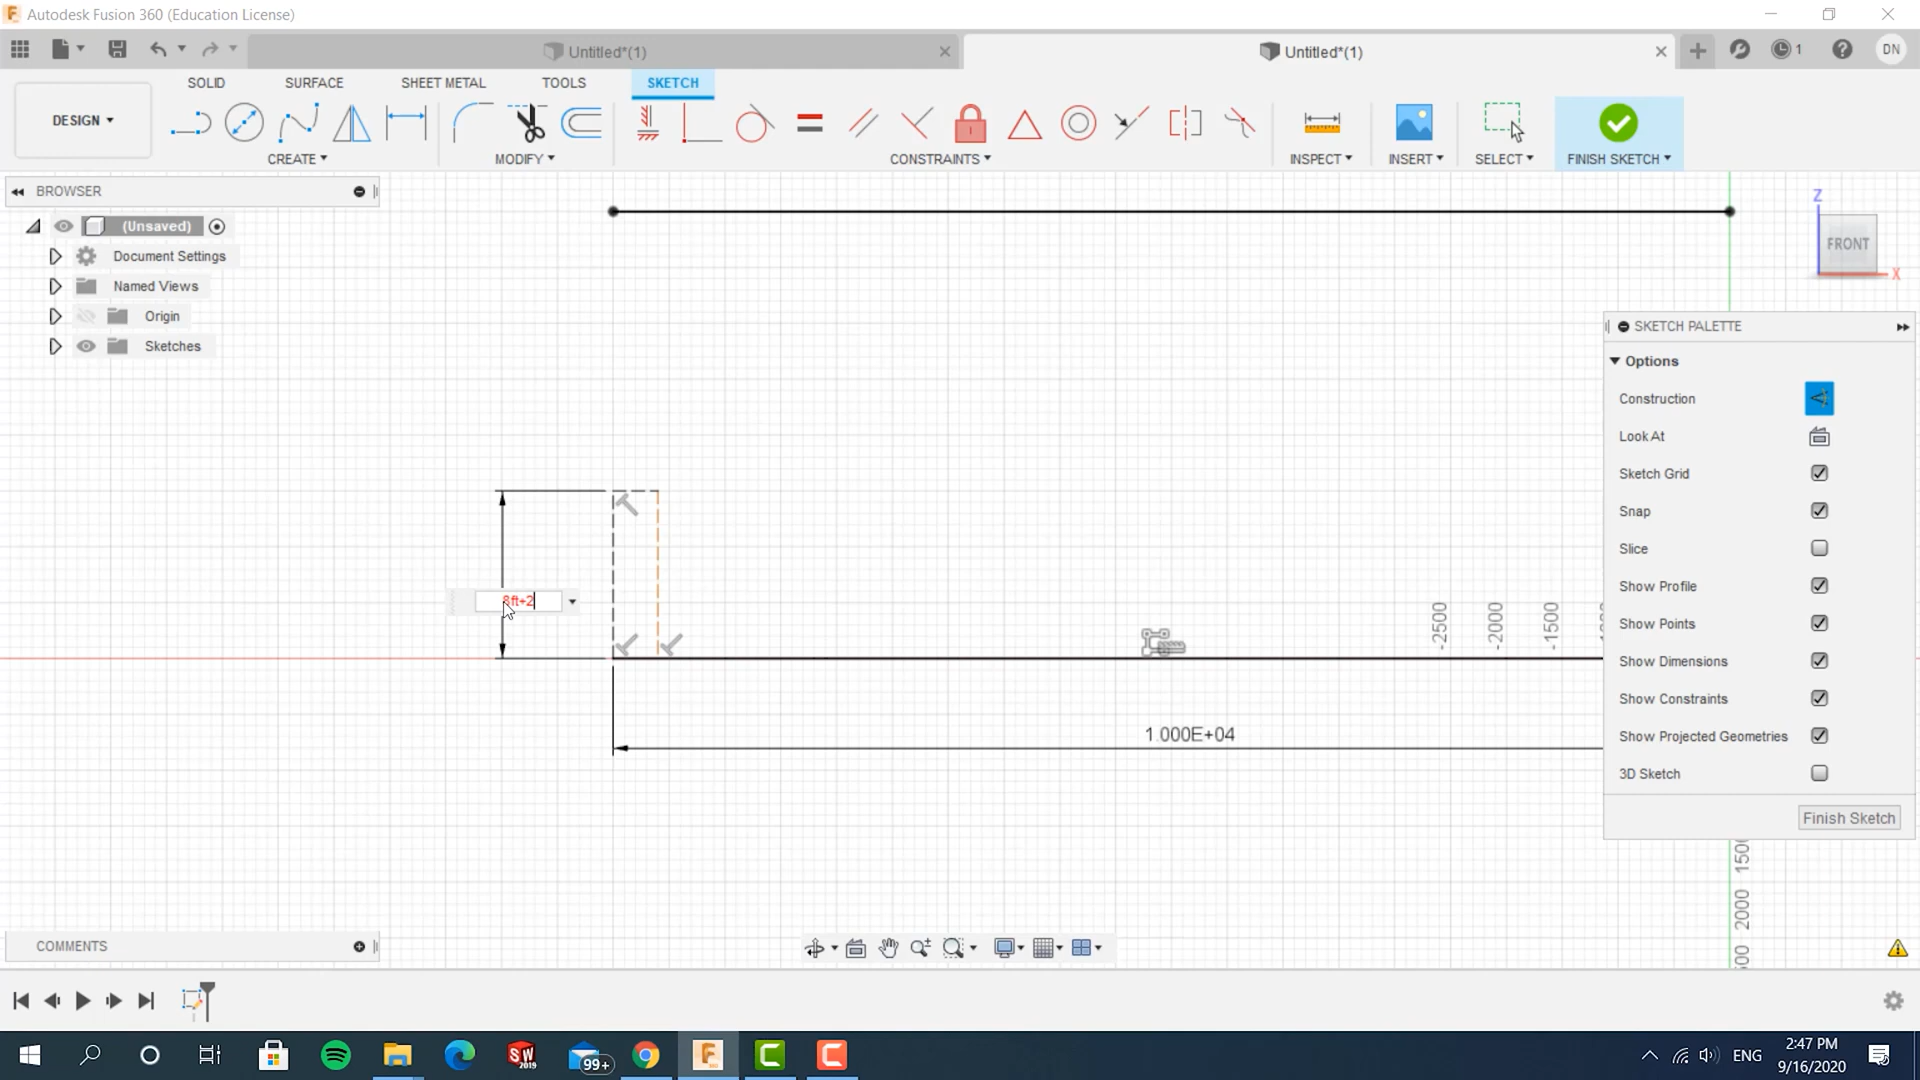 Autodesk Fusion 360 (Education License)
Untitled*(1)
Untitled*(1)
1
DN
SOLID
SURFACE
SHEET METAL
TOOLS
SKETCH
DESIGN
CREATE
MODIFY
CONSTRAINTS
INSPECT
INSERT
SELECT
FINISH SKETCH
BROWSER
(Unsaved)
Document Settings
Named Views
Origin
Sketches
Z
FRONT
X
SKETCH PALETTE
Options
Construction
Look At
Sketch Grid
Snap
Slice
Show Profile
Show Points
Show Dimensions
Show Constraints
Show Projected Geometries
3D Sketch
Finish Sketch
8ft+2
-2500
-2000
-1500
1.000E+04
2000
COMMENTS
SW
2019
99+
ENG
2:47 PM
9/16/2020